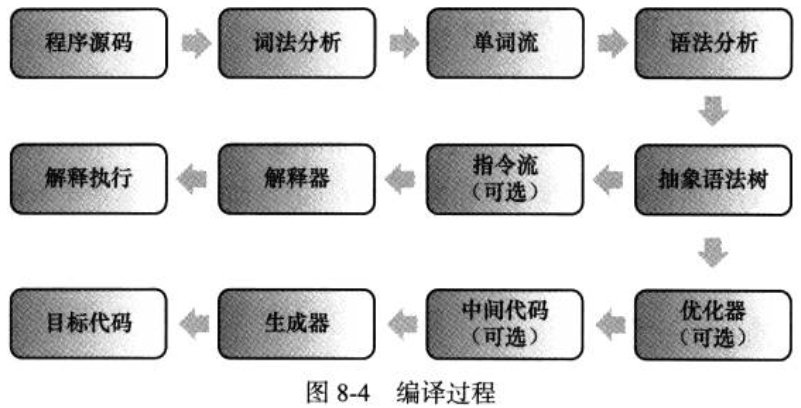 程序源码
词法分析
单词流
语法分析
解释执行
解释器
指令流
（可选）
抽象语法树
目标代码
生成器
中间代码
（可选）
优化器
（可选）
图 8-4 编译过程